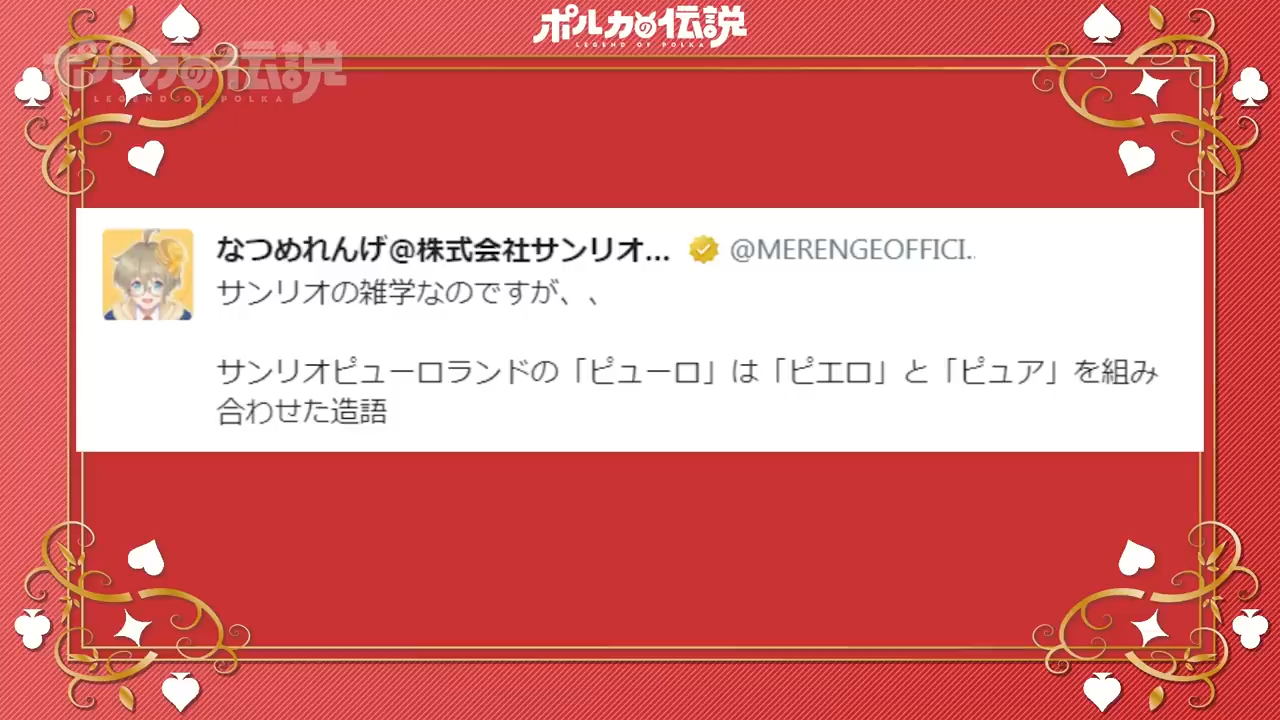 ポルカの伝説
LEGEND OF POLKA
ポルカの伝説
LEGEND OF POLKA
なつめれんげ@株式会社サンリオ... @MERENGEOFFICI..
サンリオの雑学なのですが、、
サンリオピューロランドの「ピューロ」は「ピエロ」と「ピュア」を組み
合わせた造語